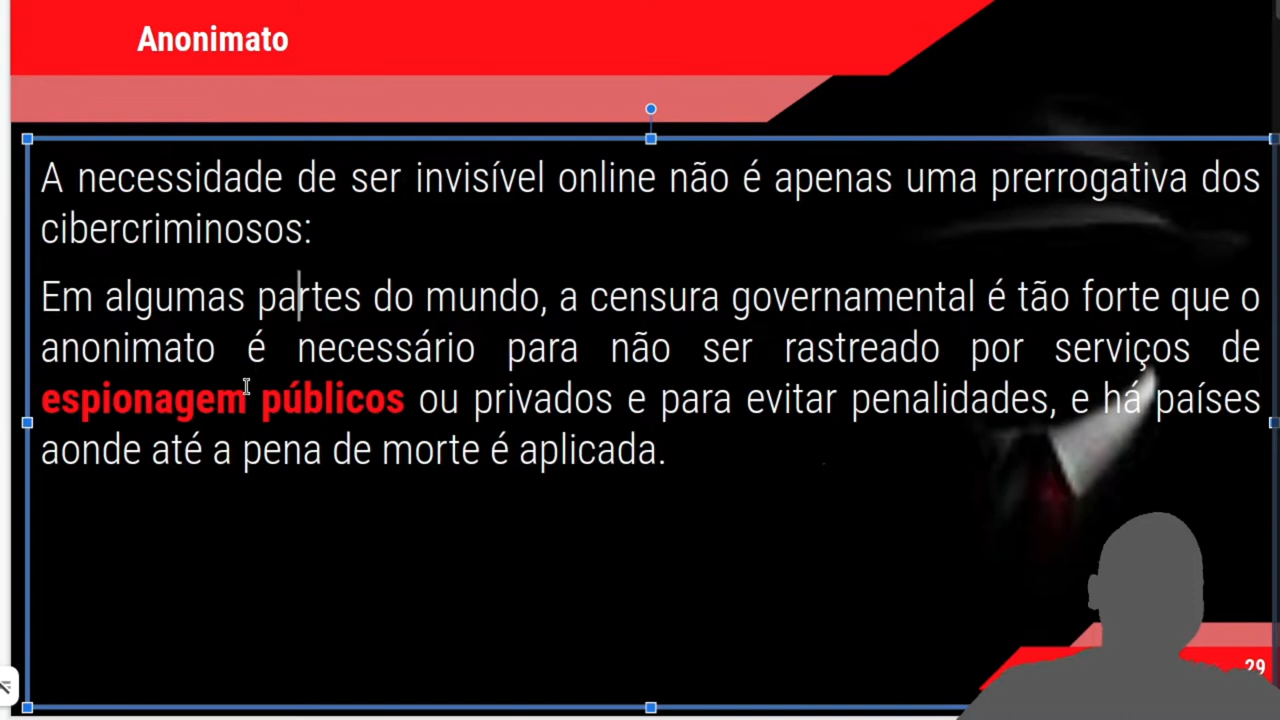 Anonimato
A necessidade de ser invisível online não é apenas uma prerrogativa dos
cibercriminosos:
Em algumas partes do mundo, a censura governamental é tão forte que o
anonimato é necessário para não ser rastreado por serviços de
espionagem públicos ou privados e para evitar penalidades, e há países
aonde até a pena de morte é aplicada.
29